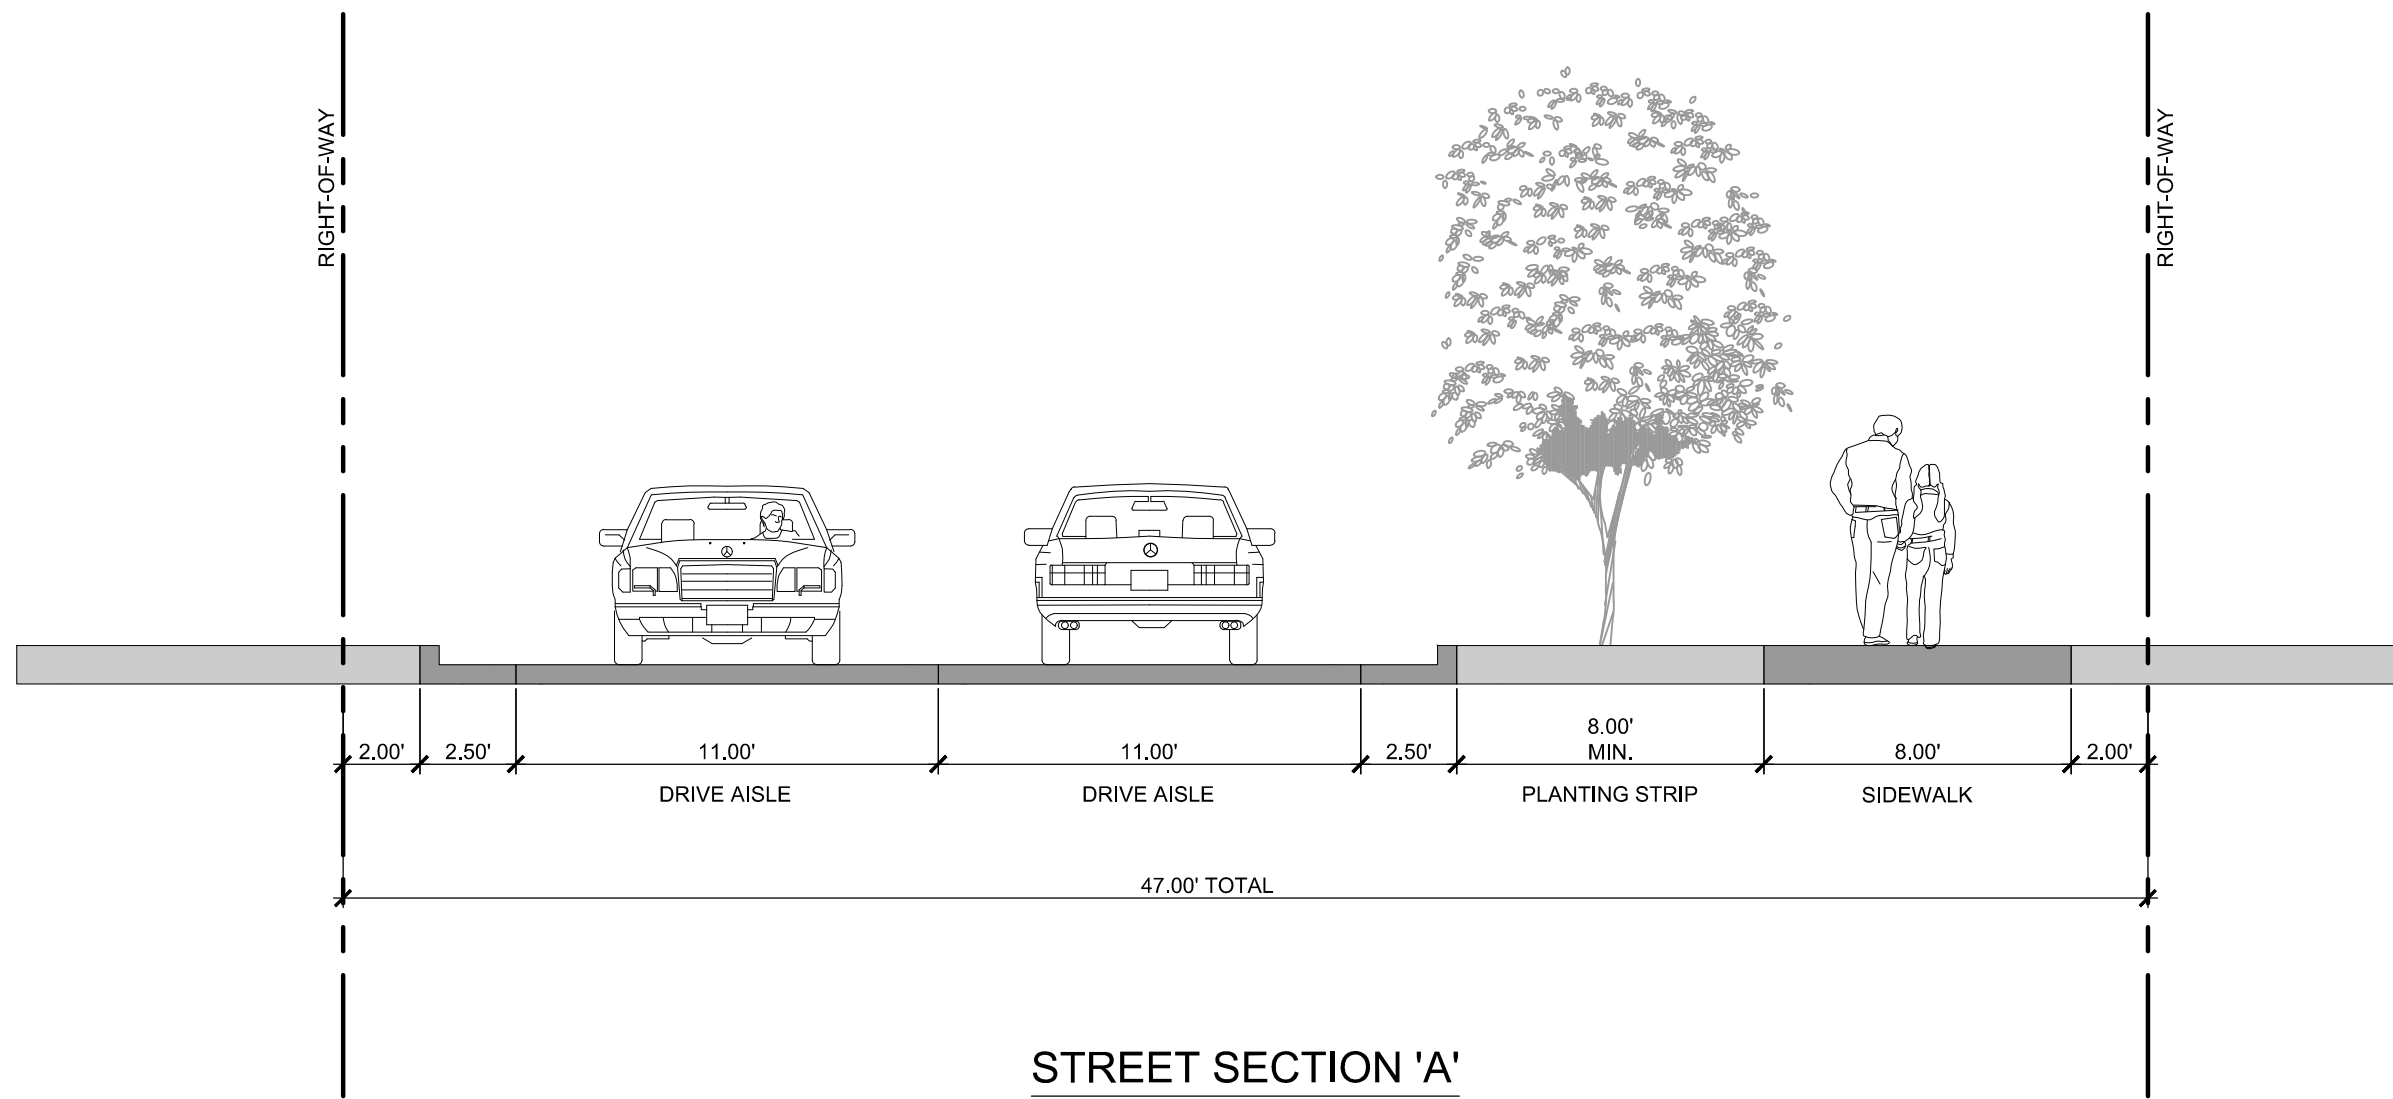 RIGHT-OF-WAY
RIGHT-OF-WAY
2.00'
2.50'
11.00'
11.00'
2.50'
8.00'
MIN.
8.00'
2.00'
DRIVE AISLE
DRIVE AISLE
PLANTING STRIP
SIDEWALK
47.00' TOTAL
STREET SECTION 'A'